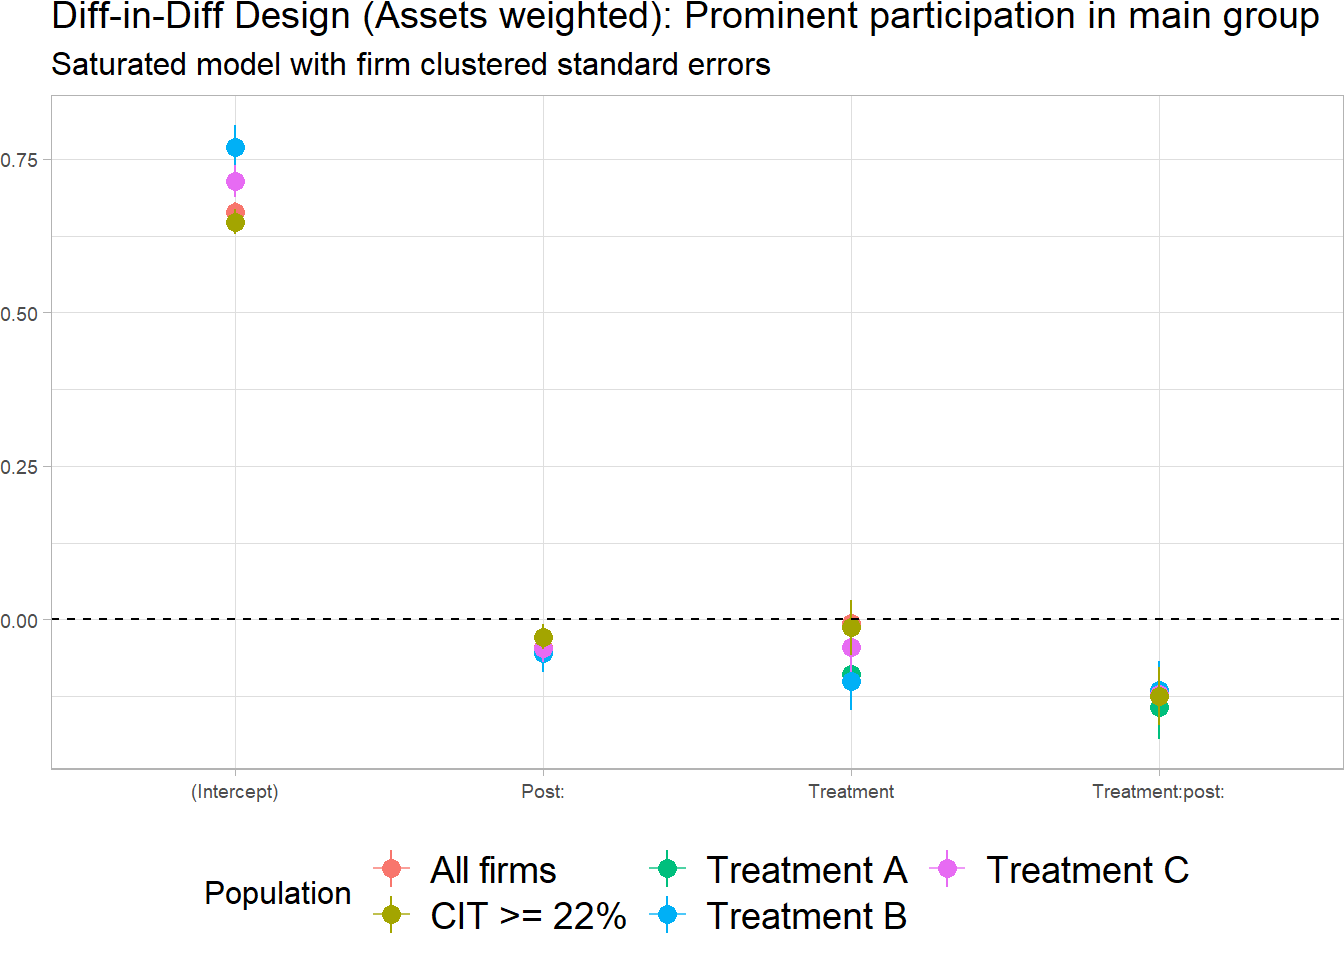 Diff-in-Diff Design (Assets weighted): Prominent participation in main group
Saturated model with firm clustered standard errors
0.75
0.50
0.25
0.00
(Intercept)
Post:
Treatment
Treatment:post:
Population
All firms
Treatment A
Treatment C
CIT >= 22%
Treatment B